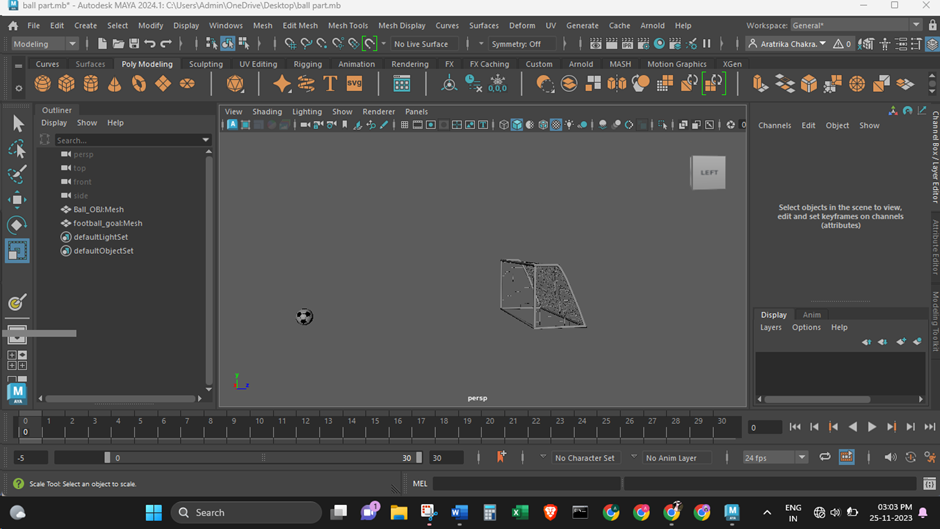 ball part.mb* - Autodesk MAYA 2024.1: C:\Users\Admin\OneDrive\Desktop\ball part.mb
File Edit Create Select Modify Display Windows Mesh Edit Mesh Mesh Tools Mesh Display Curves Surfaces Deform UV Generate Cache Arnold Help Workspace: General*
Modeling No Live Surface Symmetry: Off Aratrika Chakra. 0
Curves Surfaces Poly Modeling Sculpting UV Editing Rigging Animation Rendering FX FX Caching Custom Arnold MASH Motion Graphics XGen
T SVG 0,0,0
Outliner
Display Show Help
Search...
persp
top
front
side
Ball_OBJ:Mesh
football_goal:Mesh
defaultLightSet
defaultObjectSet
View Shading Lighting Show Renderer Panels
LEFT
y
z
persp
Channels Edit Object Show
Select objects in the scene to view,
edit and set keyframes on channels
(attributes)
Display Anim
Layers Options Help
Channel Box / Layer Editor
Attribute Editor
Modeling Toolkit
0 1 2 3 4 5 6 7 8 9 10 11 12 13 14 15 16 17 18 19 20 21 22 23 24 25 26 27 28 29 30
0 0
-5 0 30 30 No Character Set No Anim Layer 24 fps
Scale Tool: Select an object to scale. MEL
Search 1 ENG
IN 03:03 PM
25-11-2023